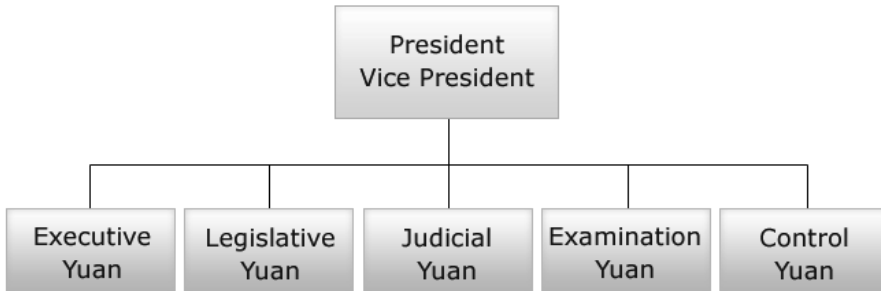 President
Vice President
Executive
Yuan
Legislative
Yuan
Judicial
Yuan
Examination
Yuan
Control
Yuan